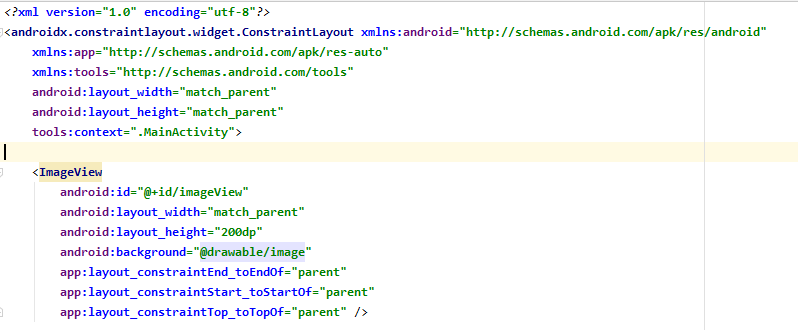 <?xml version="1.0" encoding="utf-8"?>
<androidx.constraintlayout.widget.ConstraintLayout xmlns:android="http://schemas.android.com/apk/res/android"
    xmlns:app="http://schemas.android.com/apk/res-auto"
    xmlns:tools="http://schemas.android.com/tools"
    android:layout_width="match_parent"
    android:layout_height="match_parent"
    tools:context=".MainActivity">

    <ImageView
        android:id="@+id/imageView"
        android:layout_width="match_parent"
        android:layout_height="200dp"
        android:background="@drawable/image"
        app:layout_constraintEnd_toEndOf="parent"
        app:layout_constraintStart_toStartOf="parent"
        app:layout_constraintTop_toTopOf="parent" />